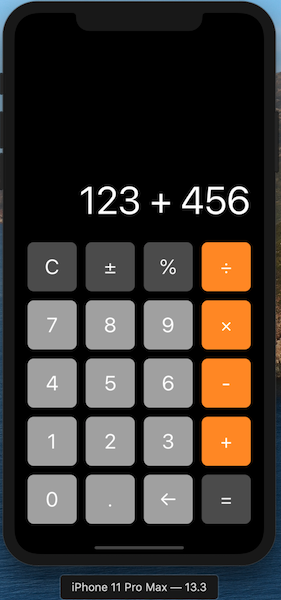 123 + 456
C ± % ÷
7 8 9 ×
4 5 6 -
1 2 3 +
0 . ← =
iPhone 11 Pro Max — 13.3